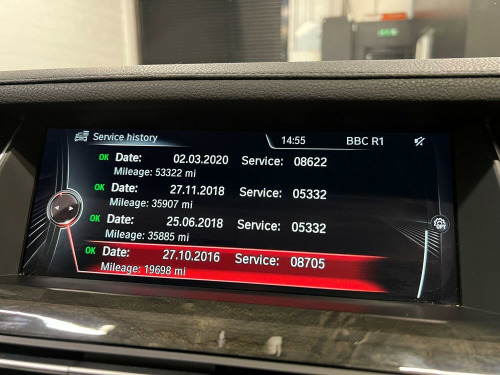 Service history 14:55 BBC R1
OK Date: 02.03.2020 Service: 08622
Mileage: 53322 mi
OK Date: 27.11.2018 Service: 05332
Mileage: 35907 mi
OK Date: 25.06.2018 Service: 05332
Mileage: 35885 mi
OK Date: 27.10.2016 Service: 08705
Mileage: 19698 mi